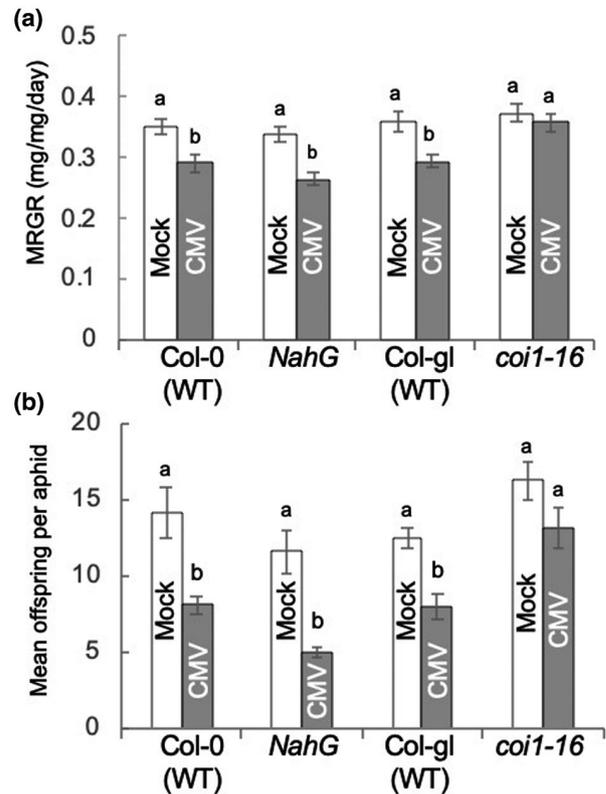 (a)
MRGR (mg/mg/day)
0.5
0.4
0.3
0.2
0.1
0
a
b
a
b
a
b
a
a
Mock
CMV
Mock
CMV
Mock
CMV
Mock
CMV
Col-0
(WT)
NahG
Col-gl
(WT)
coi1-16
(b)
Mean offspring per aphid
20
15
10
5
0
a
b
a
b
a
b
a
a
Mock
CMV
Mock
CMV
Mock
CMV
Mock
CMV
Col-0
(WT)
NahG
Col-gl
(WT)
coi1-16